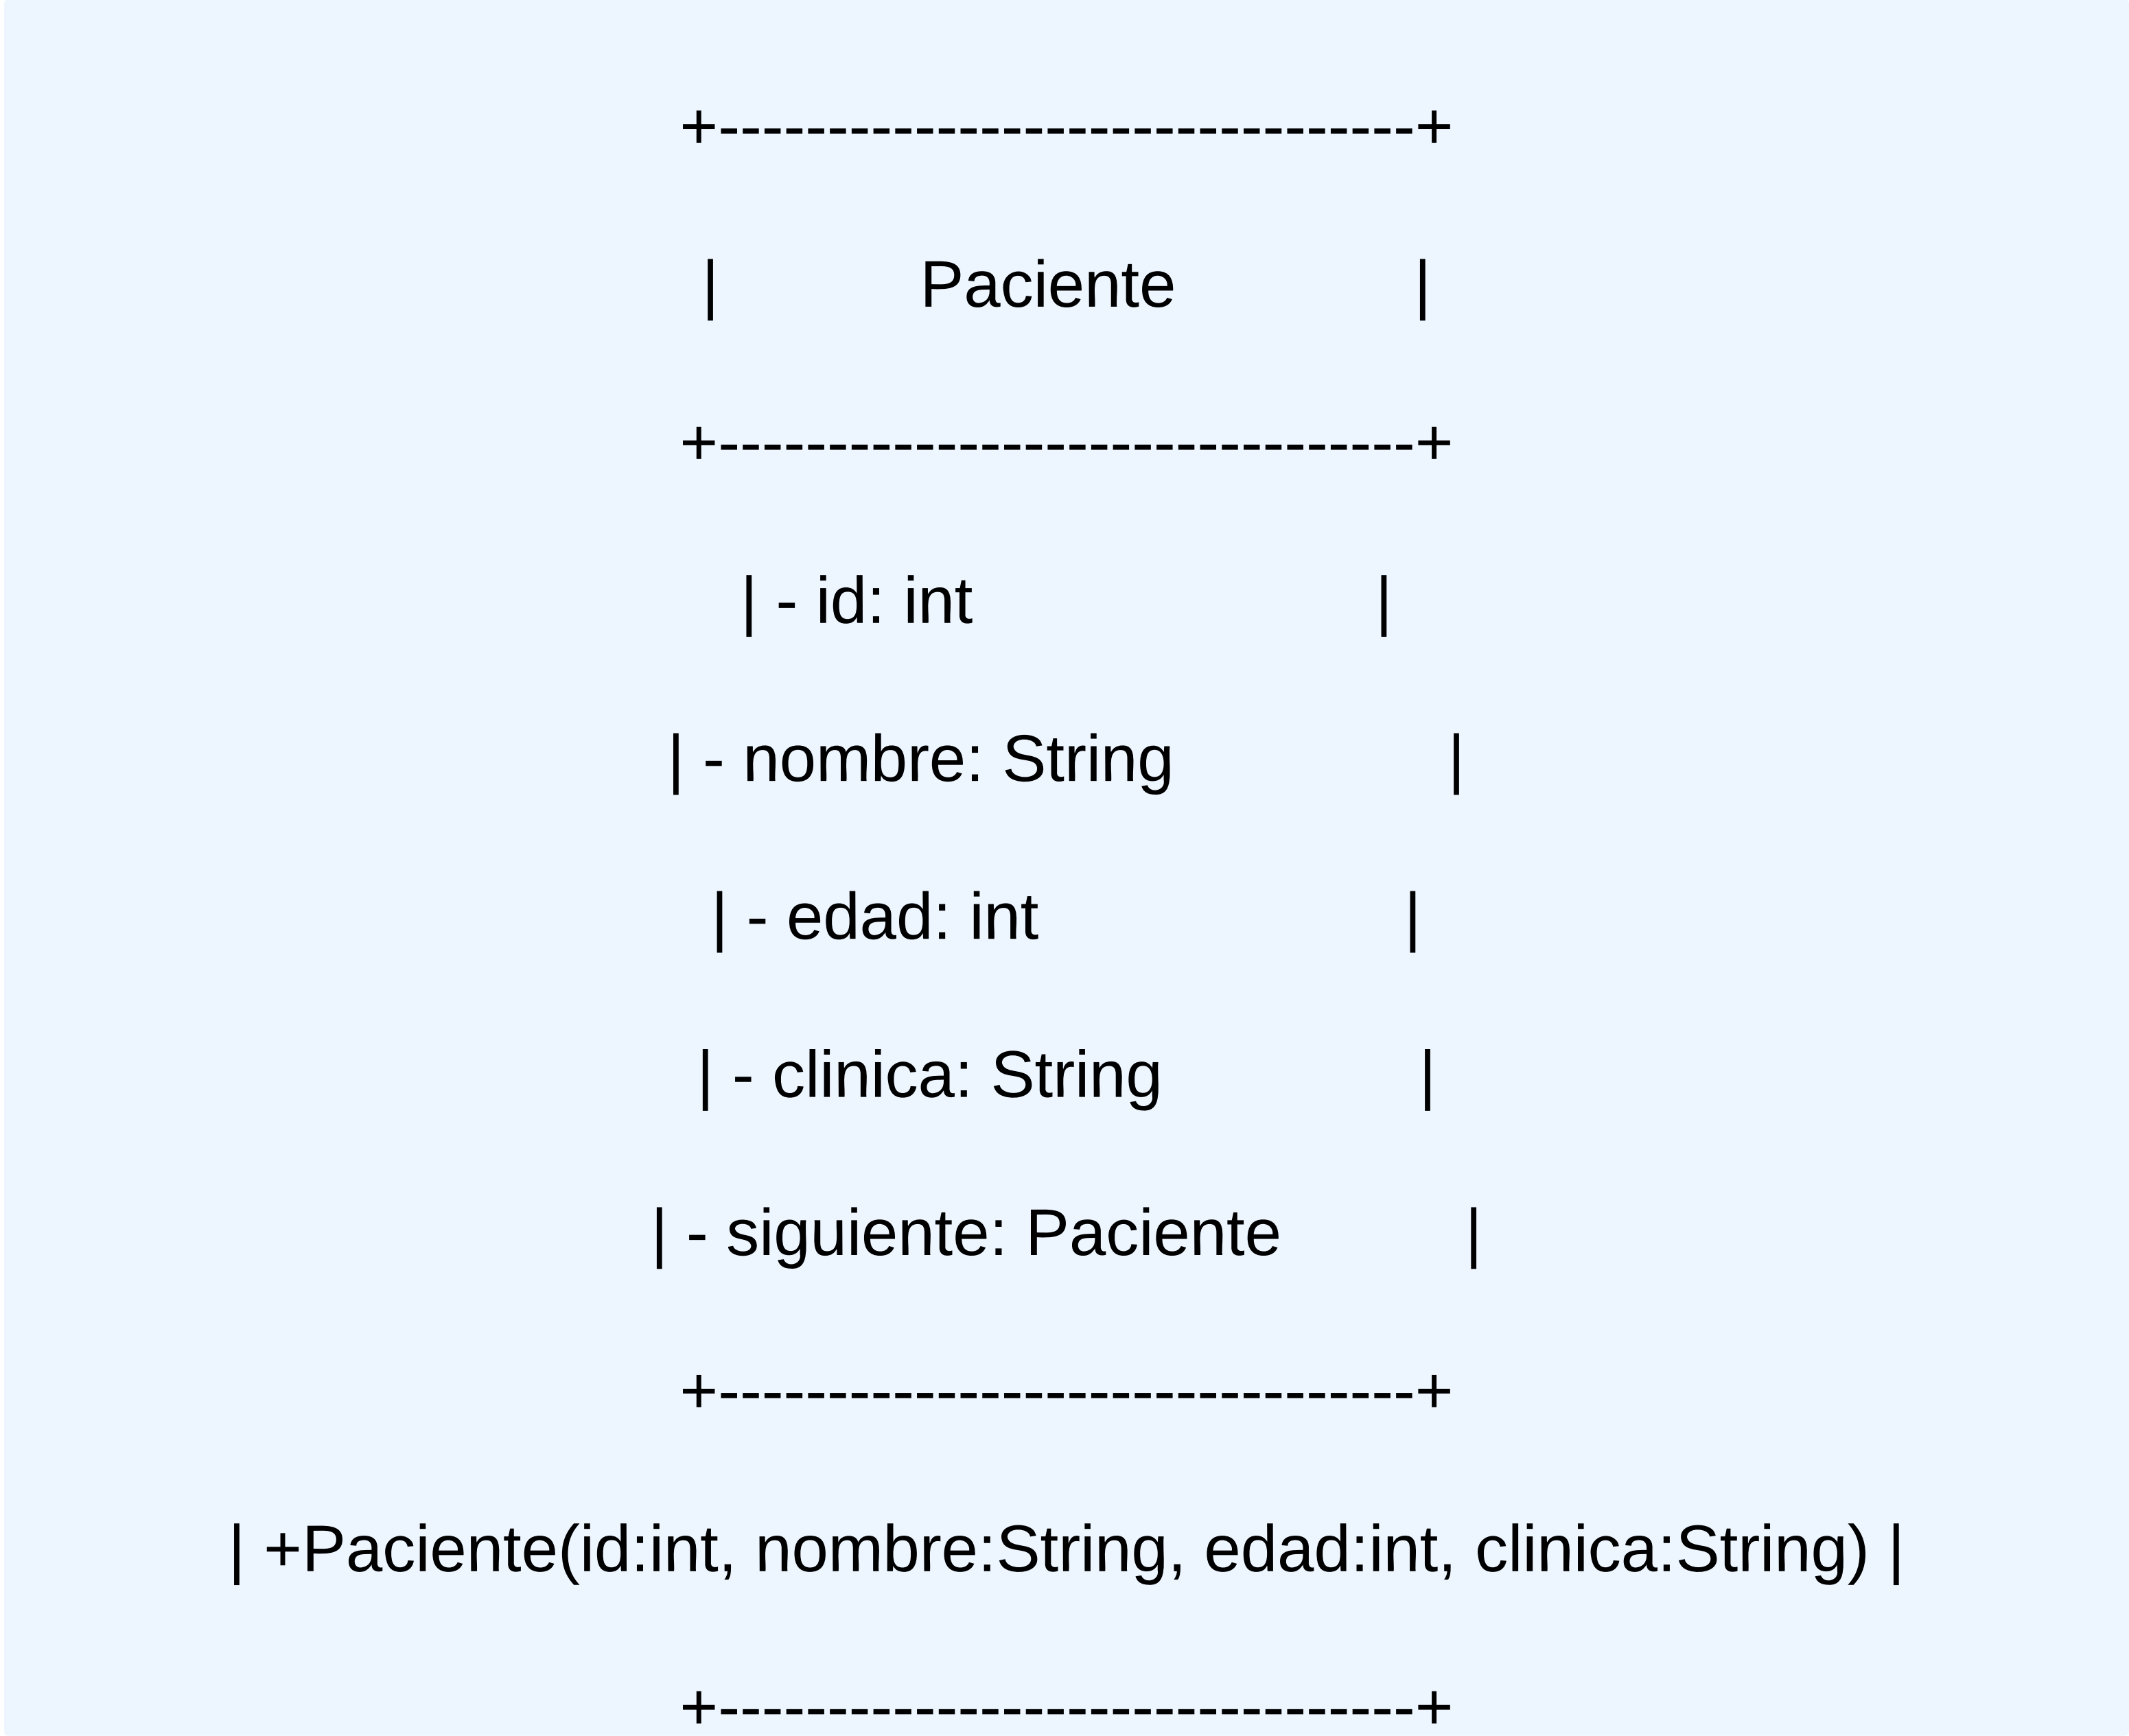 +--------------------------------+
| Paciente |
+--------------------------------+
| - id: int |
| - nombre: String |
| - edad: int |
| - clinica: String |
| - siguiente: Paciente |
+--------------------------------+
| +Paciente(id:int, nombre:String, edad:int, clinica:String) |
+--------------------------------+